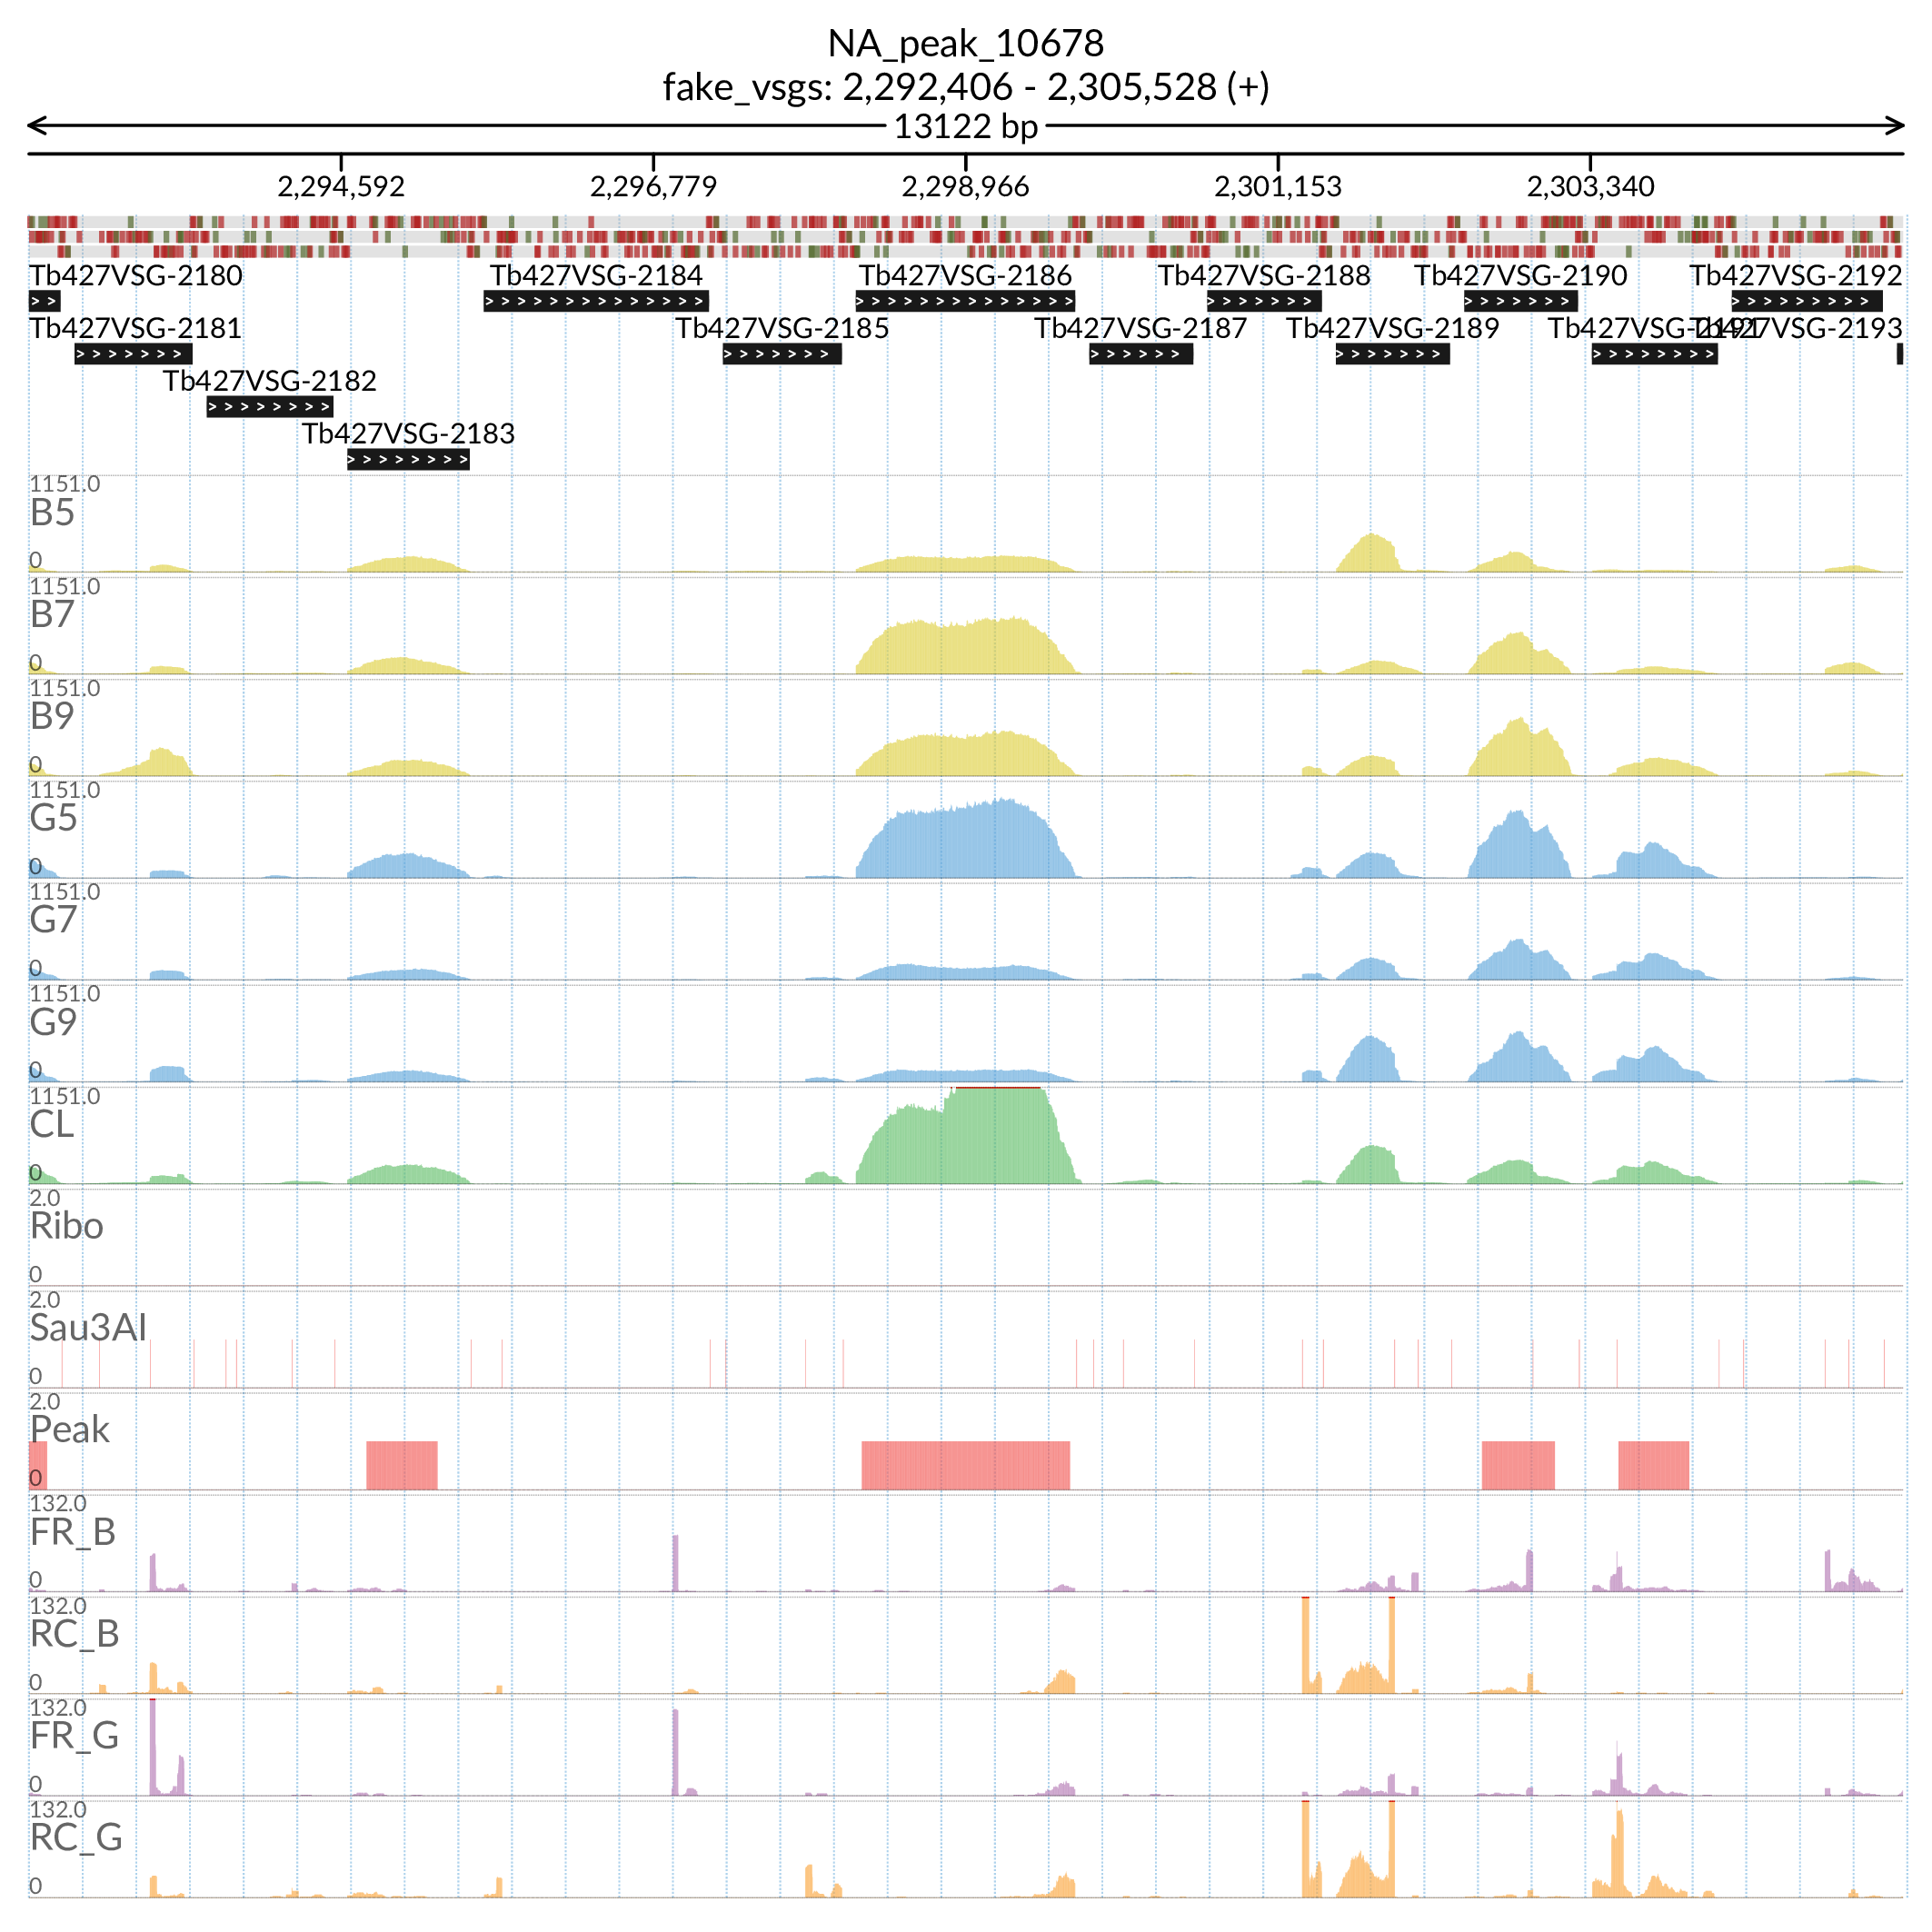 NA_peak_10678
fake_vsgs: 2,292,406 - 2,305,528 (+)
13122 bp
2,294,592 2,296,779 2,298,966 2,301,153 2,303,340
Tb427VSG-2180 Tb427VSG-2184 Tb427VSG-2186 Tb427VSG-2188 Tb427VSG-2190 Tb427VSG-2192
Tb427VSG-2181 Tb427VSG-2185 Tb427VSG-2187 Tb427VSG-2189 Tb427VSG-2191 Tb427VSG-2193
Tb427VSG-2182
Tb427VSG-2183
1151.0
B5
0
1151.0
B7
0
1151.0
B9
0
1151.0
G5
0
1151.0
G7
0
1151.0
G9
0
1151.0
CL
0
2.0
Ribo
0
2.0
Sau3AI
0
2.0
Peak
0
132.0
FR_B
0
132.0
RC_B
0
132.0
FR_G
0
132.0
RC_G
0